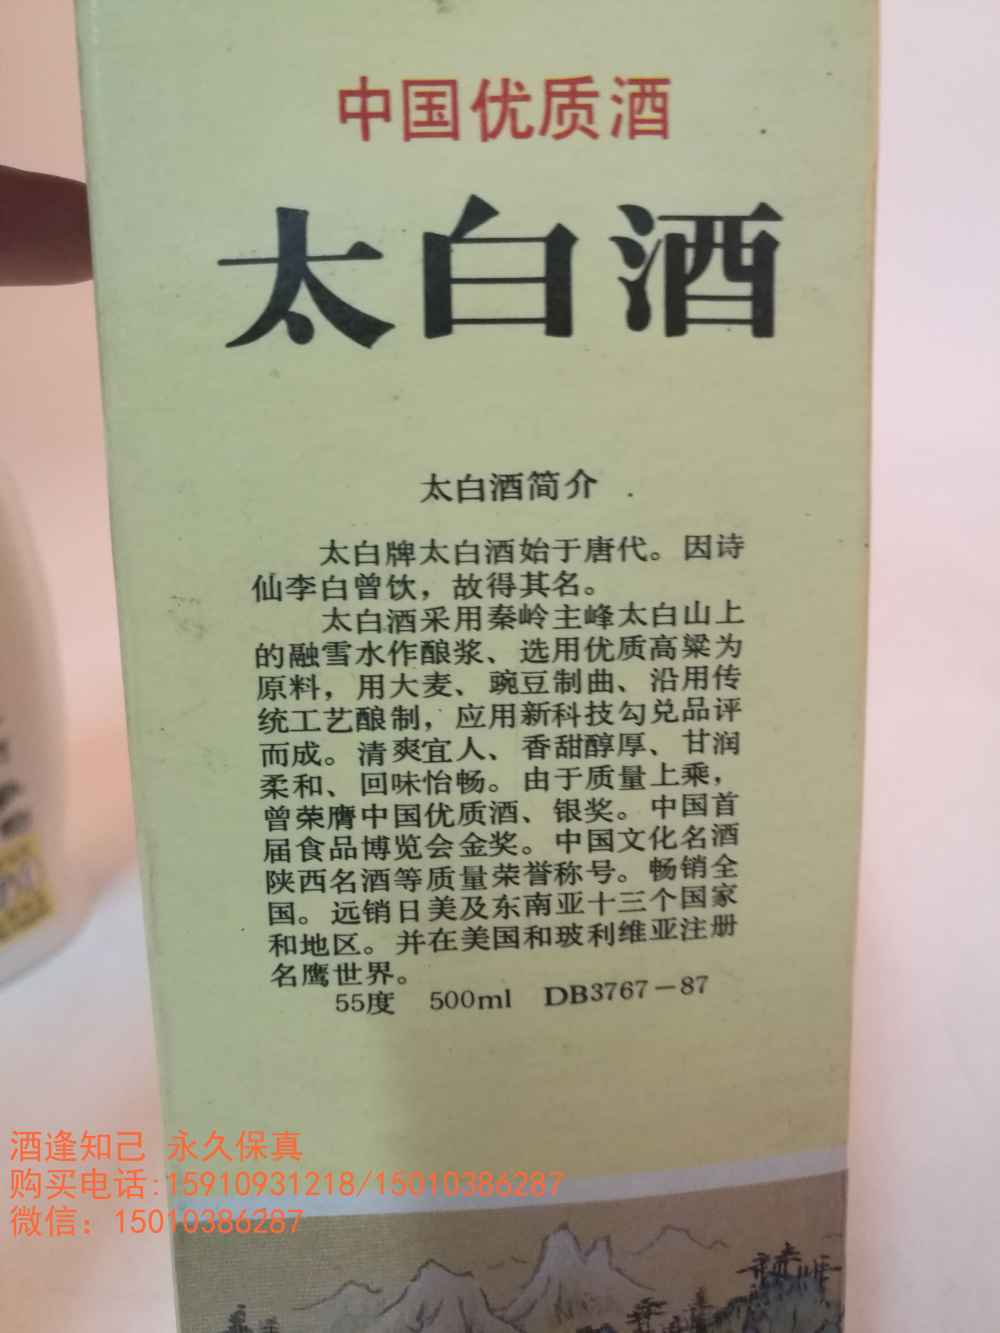 中国优质酒
太白酒
太白酒简介
太白牌太白酒始于唐代。因诗
仙李白曾饮，故得其名。
太白酒采用秦岭主峰太白山上
的融雪水作酿浆、选用优质高粱为
原料，用大麦、豌豆制曲、沿用传
统工艺酿制，应用新科技勾兑品评
而成。清爽宜人、香甜醇厚、甘润
柔和、回味怡畅。由于质量上乘，
曾荣膺中国优质酒、银奖。中国首
届食品博览会金奖。中国文化名酒
陕西名酒等质量荣誉称号。畅销全
国。远销日美及东南亚十三个国家
和地区。并在美国和玻利维亚注册
名鹰世界。
55度 500ml DB3767－87
酒逢知己 永久保真
购买电话:15910931218/15010386287
微信：15010386287